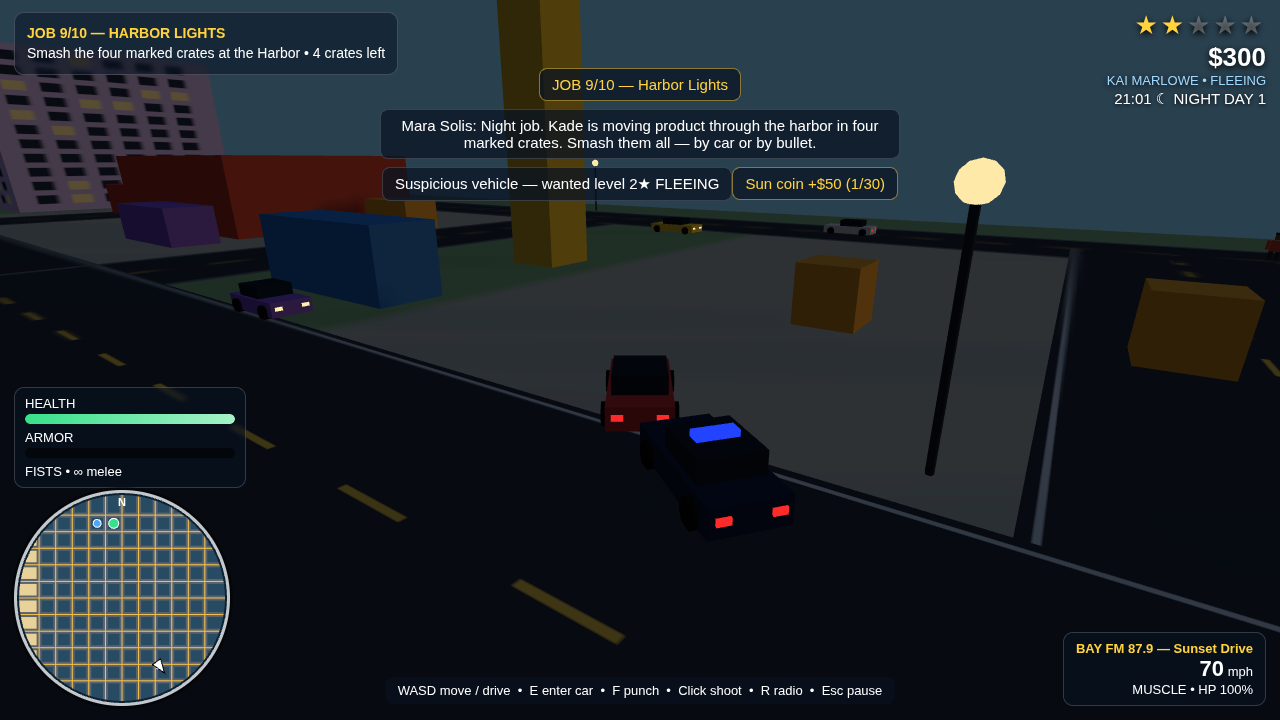 JOB 9/10 — HARBOR LIGHTS
Smash the four marked crates at the Harbor • 4 crates left
★★★★★
$300
KAI MARLOWE • FLEEING
21:01 ☾ NIGHT DAY 1
JOB 9/10 — Harbor Lights
Mara Solis: Night job. Kade is moving product through the harbor in four
marked crates. Smash them all — by car or by bullet.
Suspicious vehicle — wanted level 2★ FLEEING
Sun coin +$50 (1/30)
HEALTH
ARMOR
FISTS • ∞ melee
N
WASD move / drive • E enter car • F punch • Click shoot • R radio • Esc pause
BAY FM 87.9 — Sunset Drive
70 mph
MUSCLE • HP 100%